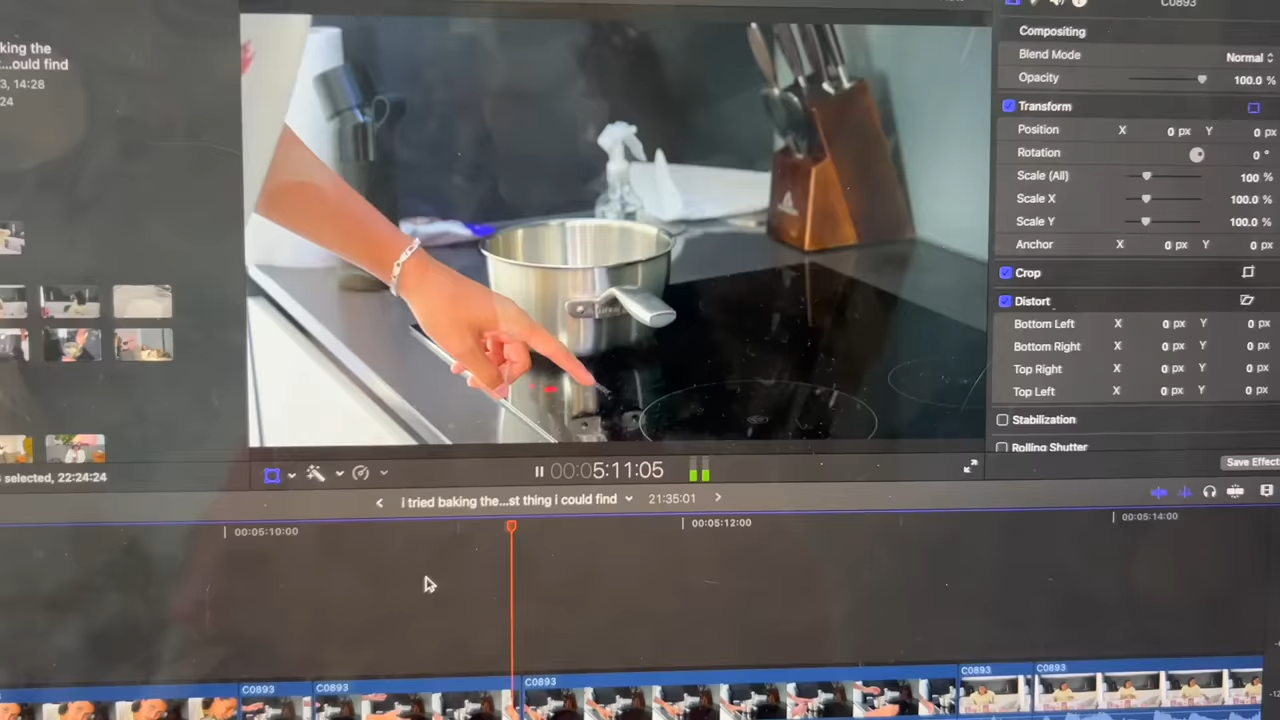 king the
...ould find
3, 14:28
24
selected, 22:24:24
C0893
Compositing
Blend Mode Normal
Opacity 100.0 %
Transform
Position X 0 px Y 0 px
Rotation 0 °
Scale (All) 100 %
Scale X 100.0 %
Scale Y 100.0 %
Anchor X 0 px Y 0 px
Crop
Distort
Bottom Left X 0 px Y 0 px
Bottom Right X 0 px Y 0 px
Top Right X 0 px Y 0 px
Top Left X 0 px Y 0 px
Stabilization
Rolling Shutter
Save Effect
00:05:11:05
i tried baking the...st thing i could find 21:35:01
00:05:10:00
00:05:12:00
00:05:14:00
C0893
C0893
C0893
C0893
C0893
-12